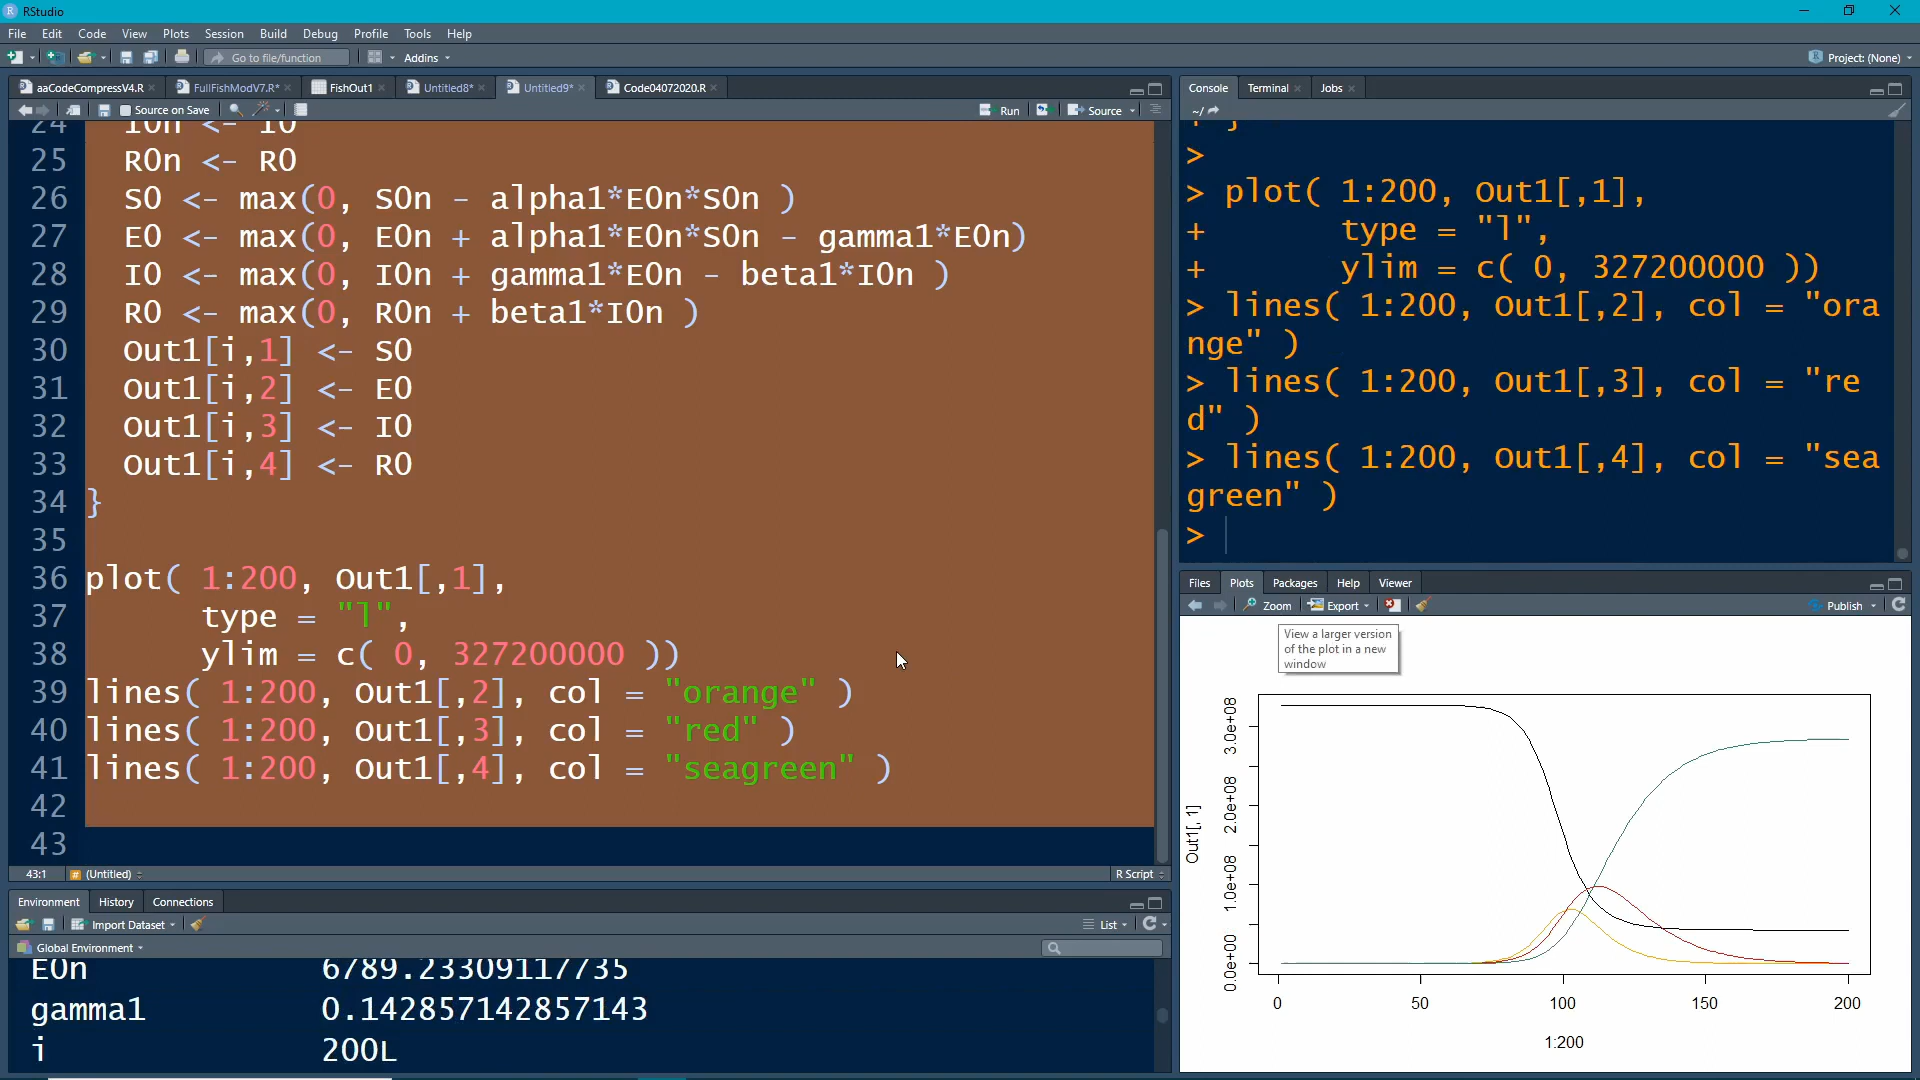 RStudio
File Edit Code View Plots Session Build Debug Profile Tools Help
Go to file/function Addins Project: (None)
aaCodeCompressV4.R FullFishModV7.R* FishOut1 Untitled8* Untitled9* Code04072020.R
Source on Save Run Source
24 I0n <- I0
25 R0n <- R0
26 S0 <- max(0, S0n - alpha1*E0n*S0n )
27 E0 <- max(0, E0n + alpha1*E0n*S0n - gamma1*E0n)
28 I0 <- max(0, I0n + gamma1*E0n - beta1*I0n )
29 R0 <- max(0, R0n + beta1*I0n )
30 Out1[i,1] <- S0
31 Out1[i,2] <- E0
32 Out1[i,3] <- I0
33 Out1[i,4] <- R0
34 }
35
36 plot( 1:200, Out1[,1],
37 type = "l",
38 ylim = c( 0, 327200000 ))
39 lines( 1:200, Out1[,2], col = "orange" )
40 lines( 1:200, Out1[,3], col = "red" )
41 lines( 1:200, Out1[,4], col = "seagreen" )
42
43
43:1 (Untitled) R Script
Environment History Connections
Import Dataset List
Global Environment
E0n 6789.23309117735
gamma1 0.142857142857143
i 200L
Console Terminal Jobs
~/
+ }
>
> plot( 1:200, Out1[,1],
+ type = "l",
+ ylim = c( 0, 327200000 ))
> lines( 1:200, Out1[,2], col = "ora
nge" )
> lines( 1:200, Out1[,3], col = "re
d" )
> lines( 1:200, Out1[,4], col = "sea
green" )
>
Files Plots Packages Help Viewer
Zoom Export Publish
View a larger version
of the plot in a new
window
Out1[, 1]
3.0e+08
2.0e+08
1.0e+08
0.0e+00
0 50 100 150 200
1:200